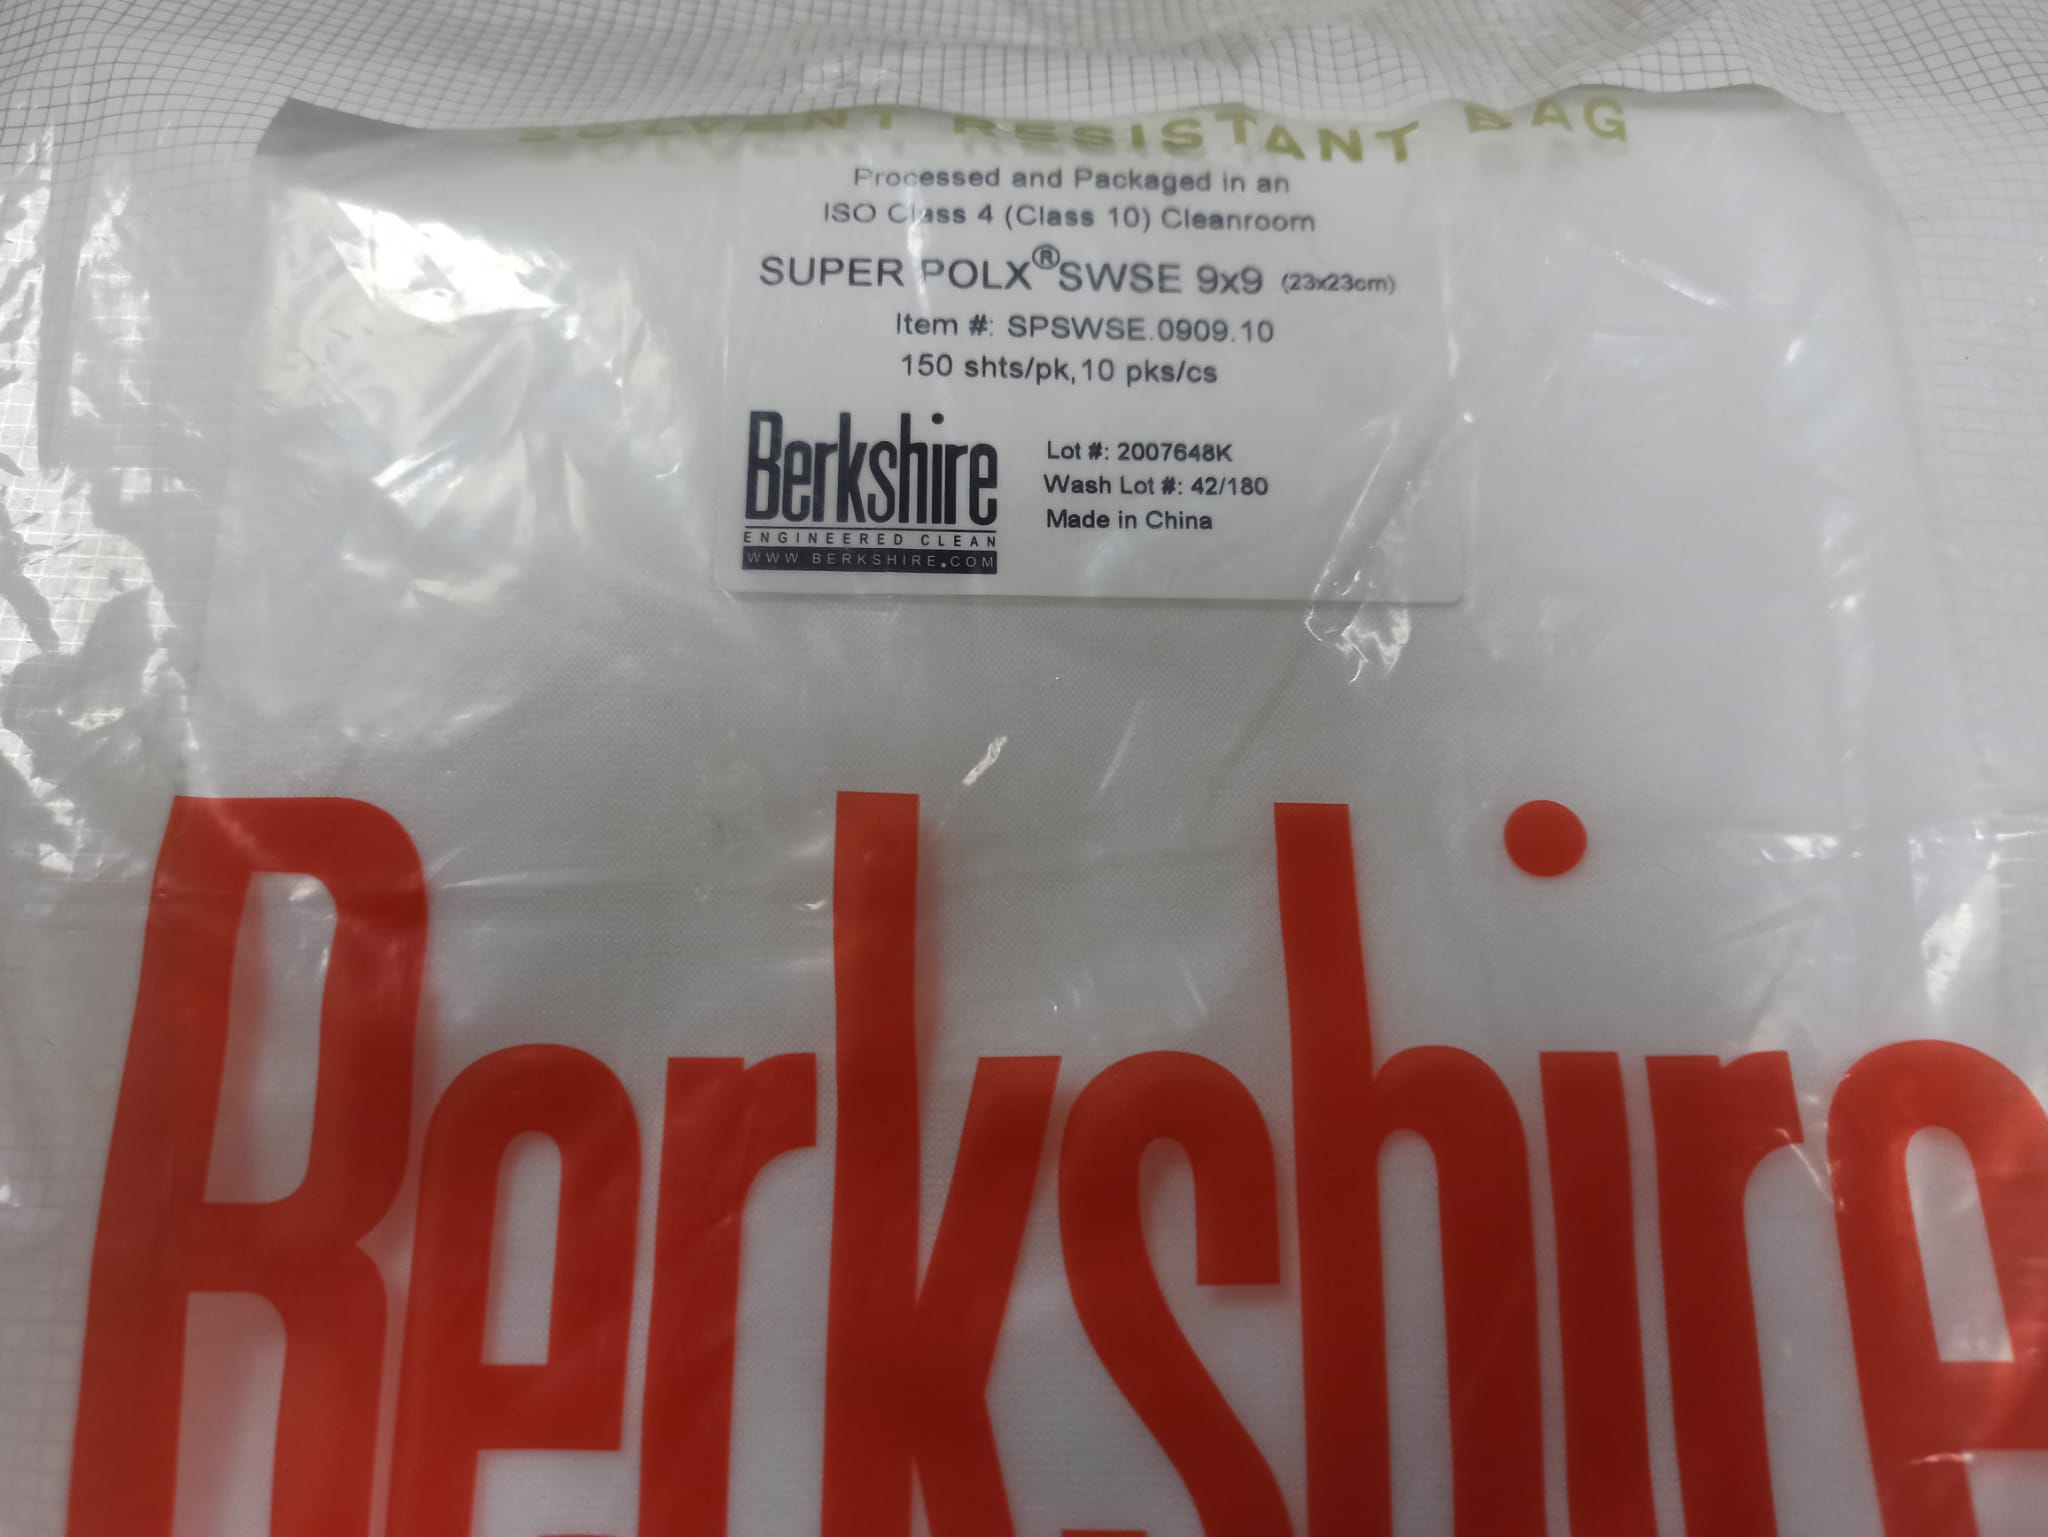 SOLVENT RESISTANT BAG
Processed and Packaged in an
ISO Class 4 (Class 10) Cleanroom
SUPER POLX®SWSE 9x9 (23x23cm)
Item #: SPSWSE.0909.10
150 shts/pk,10 pks/cs
Berkshire
ENGINEERED CLEAN
WWW BERKSHIRE.COM
Lot #: 2007648K
Wash Lot #: 42/180
Made in China
Berkshire